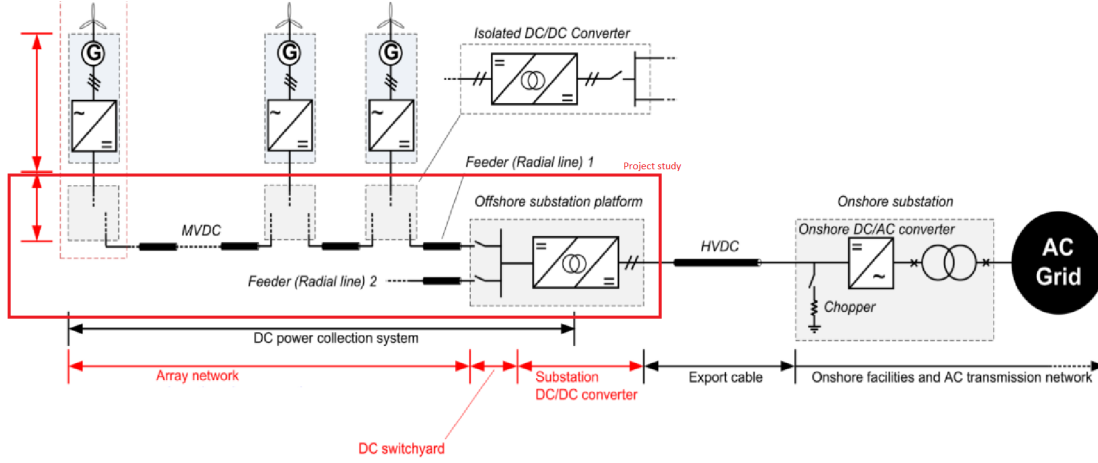 Isolated DC/DC Converter
G
G
G
=
=
~
=
~
=
~
=
Feeder (Radial line) 1
Project study
Offshore substation platform
Onshore substation
MVDC
Onshore DC/AC converter
=
=
HVDC
=
~
AC
Grid
Feeder (Radial line) 2
Chopper
DC power collection system
Array network
Substation
DC/DC converter
Export cable
Onshore facilities and AC transmission network
DC switchyard